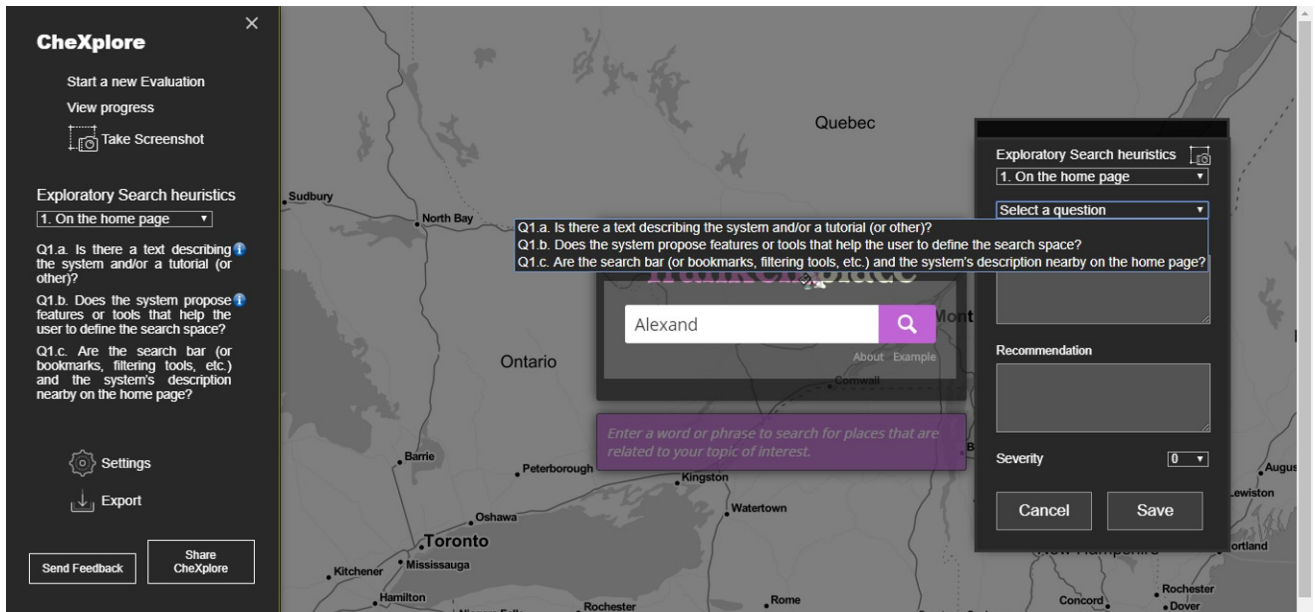 CheXplore
×
Start a new Evaluation
View progress
Take Screenshot
Exploratory Search heuristics
1. On the home page
Q1.a. Is there a text describing
the system and/or a tutorial (or
other)?
Q1.b. Does the system propose
features or tools that help the
user to define the search space?
Q1.c. Are the search bar (or
bookmarks, filtering tools, etc.)
and the system's description
nearby on the home page?
Settings
Export
Send Feedback
Share
CheXplore
Quebec
Sudbury
North Bay
Ontario
Mont
Cornwall
Barrie
Peterborough
Kingston
Watertown
Oshawa
Toronto
Mississauga
Kitchener
Hamilton
Rochester
Rome
Alexand
About Example
Enter a word or phrase to search for places that are
related to your topic of interest.
Exploratory Search heuristics
1. On the home page
Select a question
Q1.a. Is there a text describing the system and/or a tutorial (or other)?
Q1.b. Does the system propose features or tools that help the user to define the search space?
Q1.c. Are the search bar (or bookmarks, filtering tools, etc.) and the system's description nearby on the home page?
Recommendation
Severity
0
Cancel
Save
Augus
ewiston
ortland
Rochester
Concord
Dover